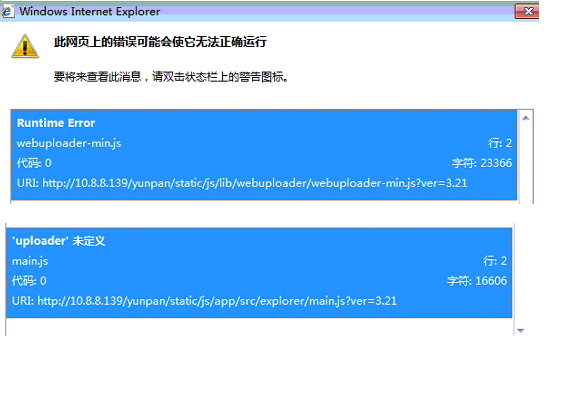 Windows Internet Explorer
此网页上的错误可能会使它无法正确运行
要将来查看此消息，请双击状态栏上的警告图标。
Runtime Error
webuploader-min.js 行: 2
代码: 0 字符: 23366
URI: http://10.8.8.139/yunpan/static/js/lib/webuploader/webuploader-min.js?ver=3.21
'uploader' 未定义
main.js 行: 2
代码: 0 字符: 16606
URI: http://10.8.8.139/yunpan/static/js/app/src/explorer/main.js?ver=3.21